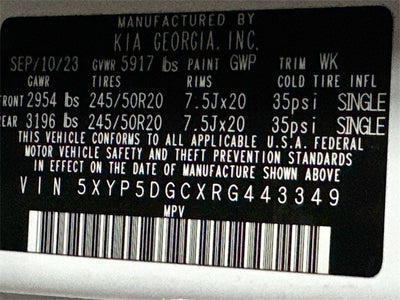 MANUFACTURED BY
KIA GEORGIA, INC.
SEP/10/23 GVWR 5917 lbs PAINT GWP TRIM WK
GAWR TIRES RIMS COLD TIRE INFL
FRONT 2954 lbs 245/50R20 7.5Jx20 35psi SINGLE
REAR 3196 lbs 245/50R20 7.5Jx20 35psi SINGLE
THIS VEHICLE CONFORMS TO ALL APPLICABLE U.S.A. FEDERAL
MOTOR VEHICLE SAFETY AND THEFT PREVENTION STANDARDS
IN EFFECT ON THE DATE OF MANUFACTURE SHOWN ABOVE
VIN 5XYP5DGCXRG443349
MPV